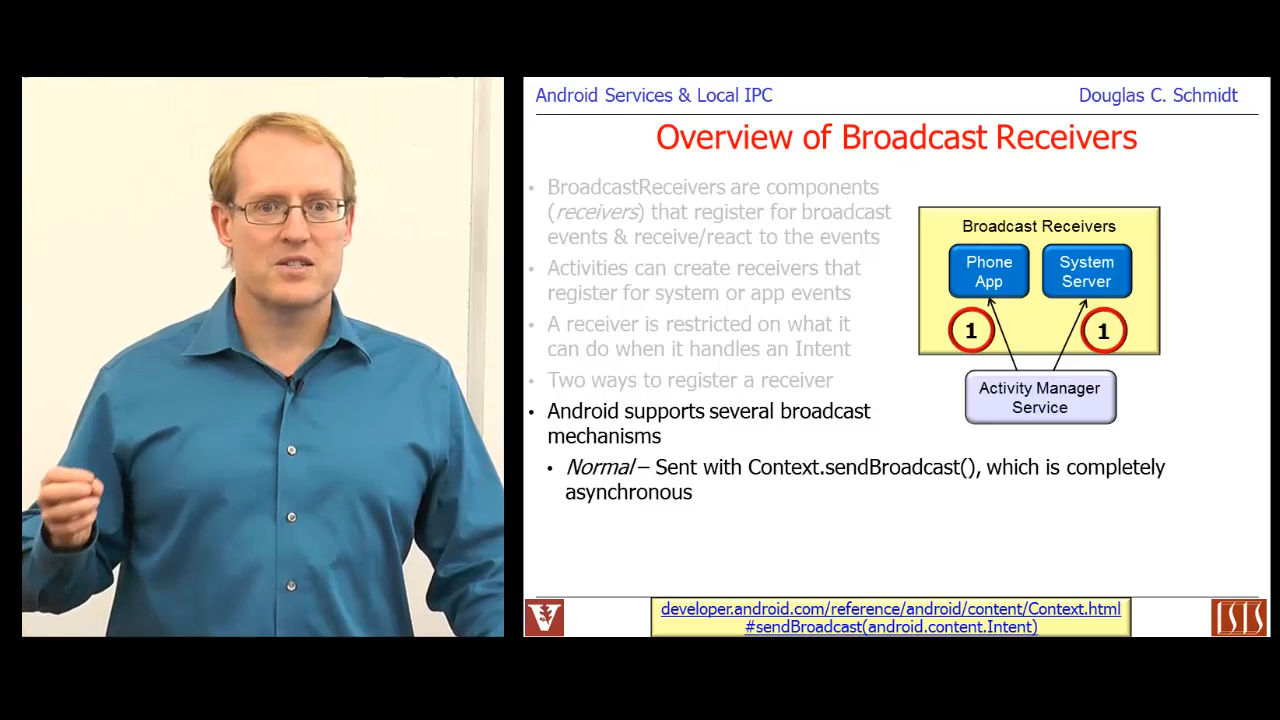 Android Services & Local IPC
Douglas C. Schmidt
Overview of Broadcast Receivers
• BroadcastReceivers are components
(receivers) that register for broadcast
events & receive/react to the events
• Activities can create receivers that
register for system or app events
• A receiver is restricted on what it
can do when it handles an Intent
• Two ways to register a receiver
• Android supports several broadcast
mechanisms
• Normal – Sent with Context.sendBroadcast(), which is completely
asynchronous
Broadcast Receivers
Phone
App
System
Server
1
1
Activity Manager
Service
V
developer.android.com/reference/android/content/Context.html
#sendBroadcast(android.content.Intent)
ISIS